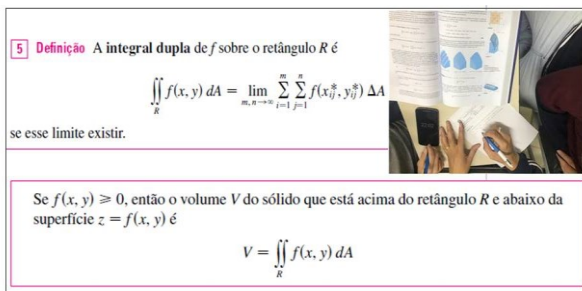 5 Definição A integral dupla de f sobre o retângulo R é
∬_R f(x, y) dA = lim_{m, n→∞} Σ_{i=1}^{m} Σ_{j=1}^{n} f(x*_{ij}, y*_{ij}) ΔA
se esse limite existir.
Se f(x, y) ⩾ 0, então o volume V do sólido que está acima do retângulo R e abaixo da
superfície z = f(x, y) é
V = ∬_R f(x, y) dA